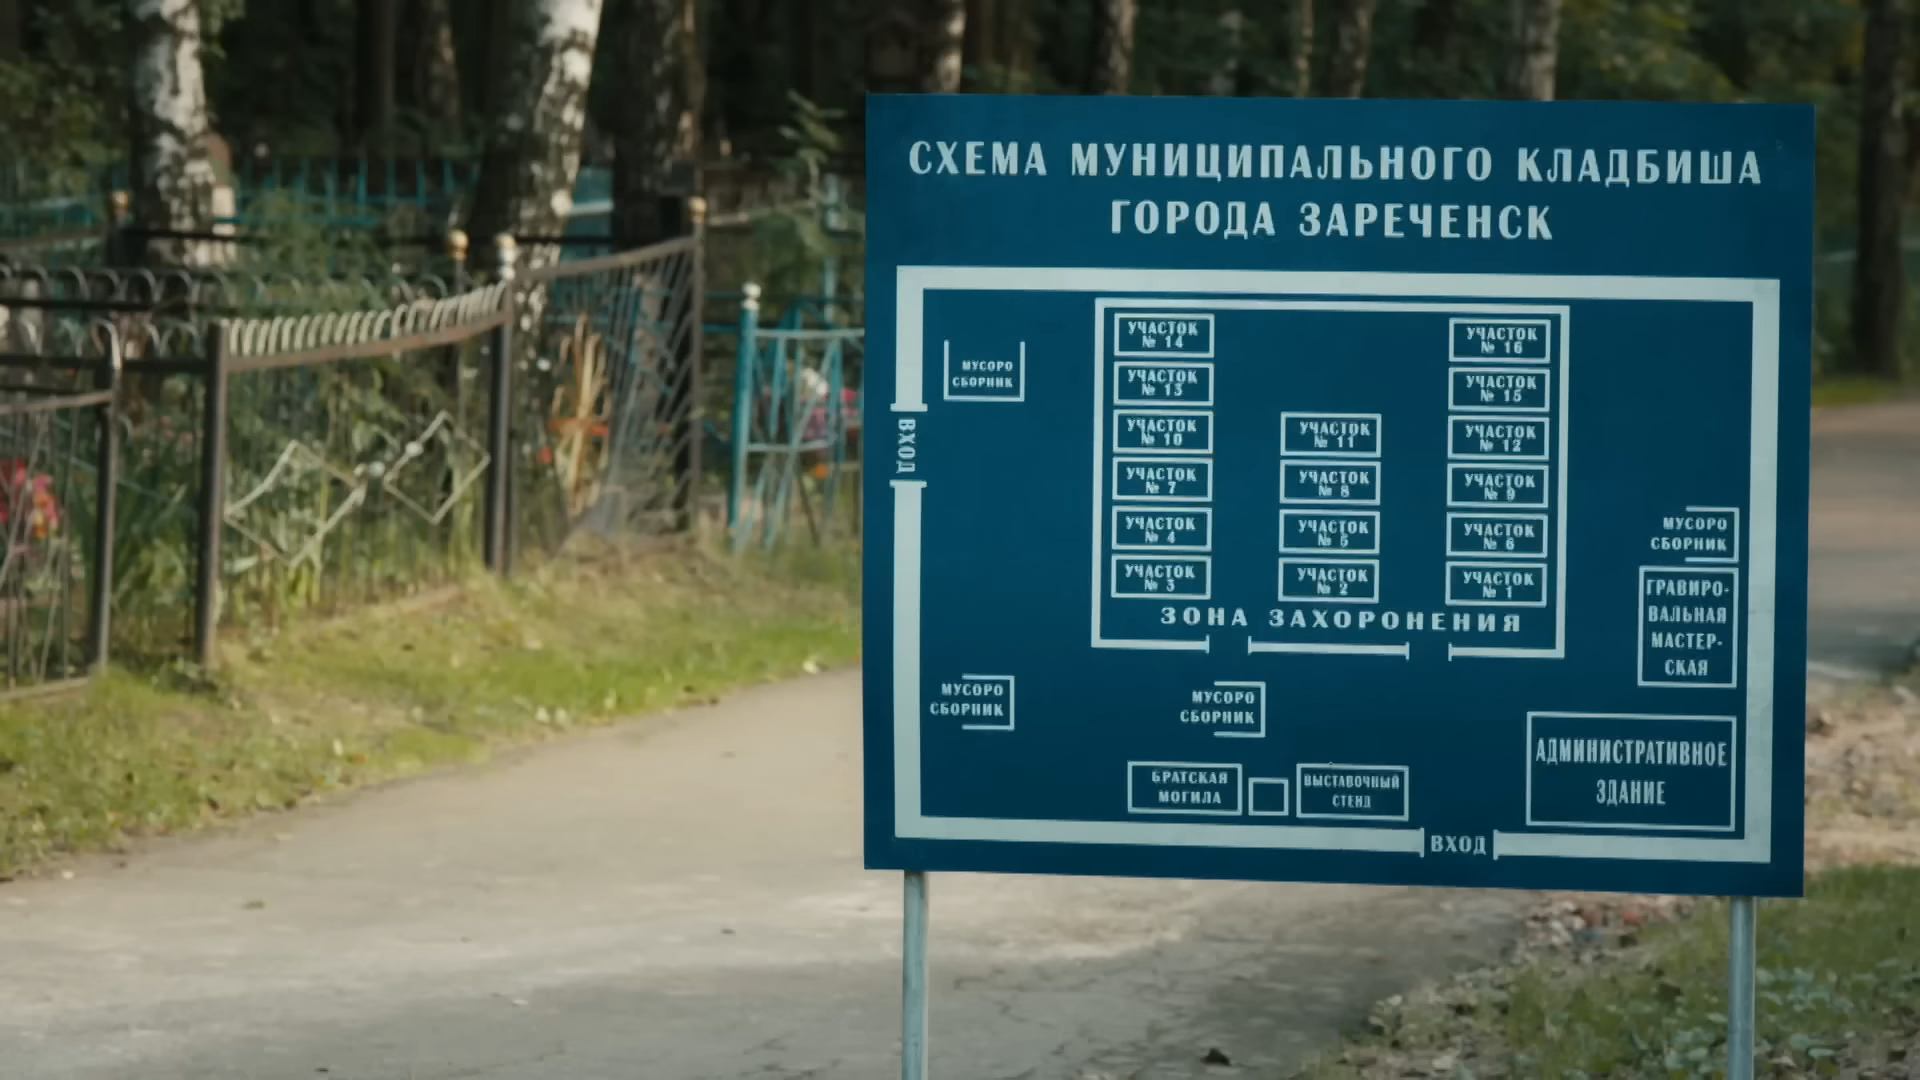 СХЕМА МУНИЦИПАЛЬНОГО КЛАДБИША
ГОРОДА ЗАРЕЧЕНСК
УЧАСТОК
№ 14
УЧАСТОК
№ 16
МУСОРО
СБОРНИК
УЧАСТОК
№ 13
УЧАСТОК
№ 15
ВХОД
УЧАСТОК
№ 10
УЧАСТОК
№ 11
УЧАСТОК
№ 12
УЧАСТОК
№ 7
УЧАСТОК
№ 8
УЧАСТОК
№ 9
УЧАСТОК
№ 4
УЧАСТОК
№ 5
УЧАСТОК
№ 6
МУСОРО
СБОРНИК
УЧАСТОК
№ 3
УЧАСТОК
№ 2
УЧАСТОК
№ 1
ГРАВИРО-
ВАЛЬНАЯ
МАСТЕР-
СКАЯ
ЗОНА ЗАХОРОНЕНИЯ
МУСОРО
СБОРНИК
МУСОРО
СБОРНИК
АДМИНИСТРАТИВНОЕ
ЗДАНИЕ
БРАТСКАЯ
МОГИЛА
ВЫСТАВОЧНЫЙ
СТЕНД
ВХОД